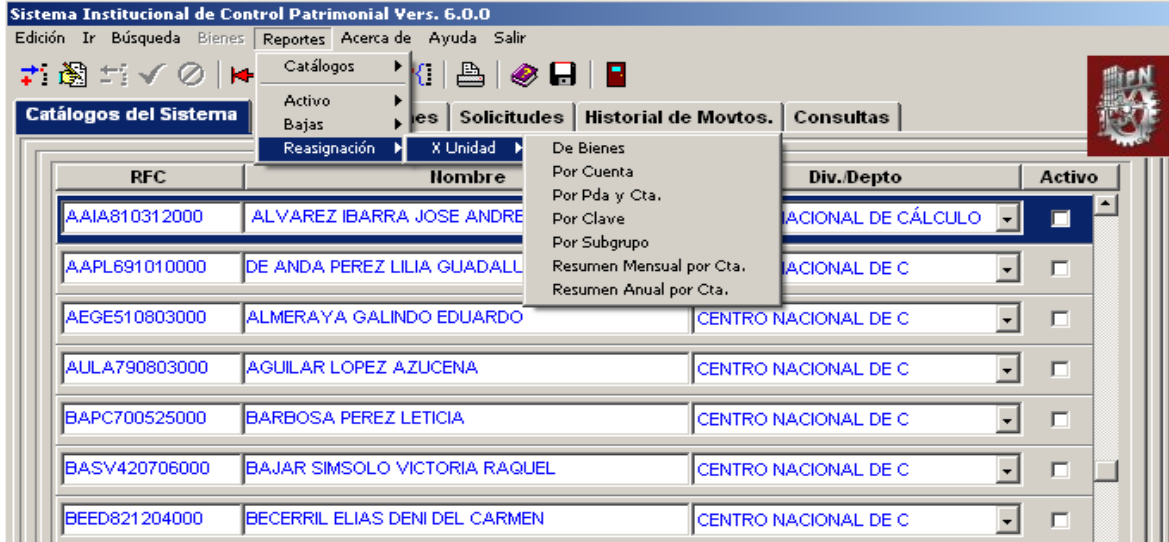 Sistema Institucional de Control Patrimonial Vers. 6.0.0
Edición Ir Búsqueda Bienes Reportes Acerca de Ayuda Salir
Catálogos
Activo
Bajas
Reasignación
X Unidad
De Bienes
Por Cuenta
Por Pda y Cta.
Por Clave
Por Subgrupo
Resumen Mensual por Cta.
Resumen Anual por Cta.
IPN
Catálogos del Sistema Solicitudes Historial de Movtos. Consultas
RFC Nombre Div./Depto Activo
AAIA810312000 ALVAREZ IBARRA JOSE ANDRE NACIONAL DE CÁLCULO
AAPL691010000 DE ANDA PEREZ LILIA GUADALU NACIONAL DE C
AEGE510803000 ALMERAYA GALINDO EDUARDO CENTRO NACIONAL DE C
AULA790803000 AGUILAR LOPEZ AZUCENA CENTRO NACIONAL DE C
BAPC700525000 BARBOSA PEREZ LETICIA CENTRO NACIONAL DE C
BASV420706000 BAJAR SIMSOLO VICTORIA RAQUEL CENTRO NACIONAL DE C
BEED821204000 BECERRIL ELIAS DENI DEL CARMEN CENTRO NACIONAL DE C